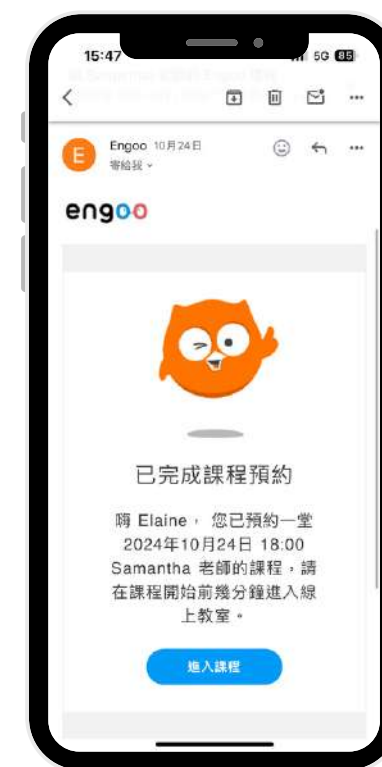 15:47
5G 85
E
Engoo 10月24日
寄給我
engoo
已完成課程預約
嗨 Elaine, 您已預約一堂
2024年10月24日 18:00
Samantha 老師的課程,請
在課程開始前幾分鐘進入線
上教室。
進入課程